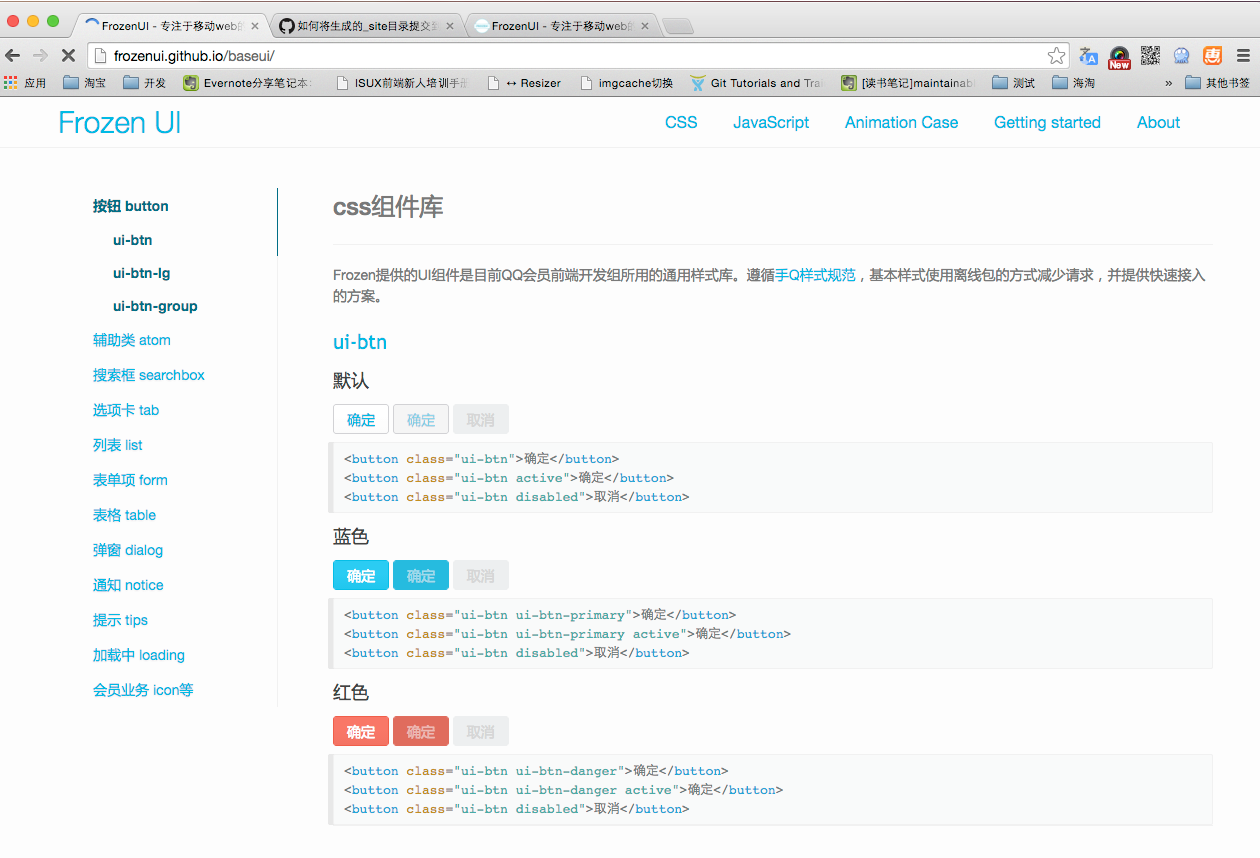 FrozenUI - 专注于移动web的
如何将生成的_site目录提交至
FrozenUI - 专注于移动web的
frozenui.github.io/baseui/
New
应用
淘宝
开发
Evernote分享笔记本:
ISUX前端新人培训手册
↔ Resizer
imgcache切换
Git Tutorials and Trai
[读书笔记]maintainab
测试
海淘
»
其他书签
Frozen UI
CSS
JavaScript
Animation Case
Getting started
About
按钮 button
ui-btn
ui-btn-lg
ui-btn-group
辅助类 atom
搜索框 searchbox
选项卡 tab
列表 list
表单项 form
表格 table
弹窗 dialog
通知 notice
提示 tips
加载中 loading
会员业务 icon等
css组件库
Frozen提供的UI组件是目前QQ会员前端开发组所用的通用样式库。遵循手Q样式规范，基本样式使用离线包的方式减少请求，并提供快速接入
的方案。
ui-btn
默认
确定 确定 取消
<button class="ui-btn">确定</button>
<button class="ui-btn active">确定</button>
<button class="ui-btn disabled">取消</button>
蓝色
确定 确定 取消
<button class="ui-btn ui-btn-primary">确定</button>
<button class="ui-btn ui-btn-primary active">确定</button>
<button class="ui-btn disabled">取消</button>
红色
确定 确定 取消
<button class="ui-btn ui-btn-danger">确定</button>
<button class="ui-btn ui-btn-danger active">确定</button>
<button class="ui-btn disabled">取消</button>